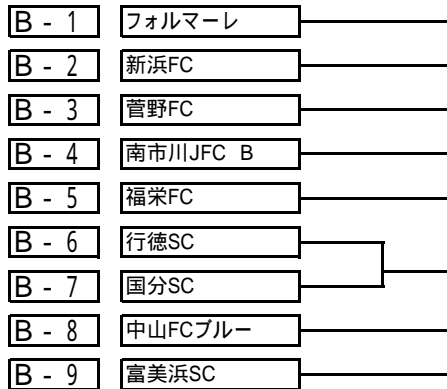 B - 1 フォルマーレ
B - 2 新浜FC
B - 3 菅野FC
B - 4 南市川JFC B
B - 5 福栄FC
B - 6 行徳SC
B - 7 国分SC
B - 8 中山FCブルー
B - 9 富美浜SC